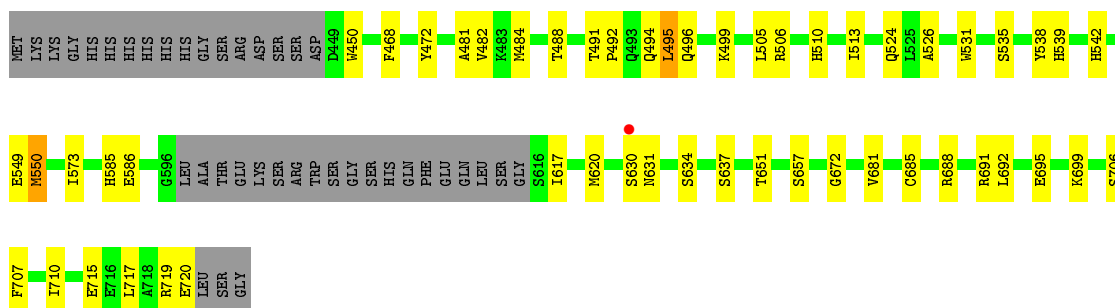 MET LYS LYS GLY HIS HIS HIS HIS HIS HIS HIS HIS GLY SER ARG ASP SER SER ASP D449 W450 F468 Y472 A481 V482 K483 M484 T488 T491 P492 Q493 Q494 L495 Q496 K499 L505 R506 H510 I513 Q524 L525 A526 W531 S535 Y538 H539 H542
E549 M550 I573 H585 E586 G596 LEU ALA THR GLU LYS SER ARG TRP SER GLY SER HIS GLN PHE GLU GLN LEU SER GLY S616 I617 M620 S630 N631 S634 S637 T651 S657 G672 V681 C685 R688 R691 L692 E695 K699 S706
F707 I710 E715 E716 L717 A718 R719 E720 LEU SER GLY